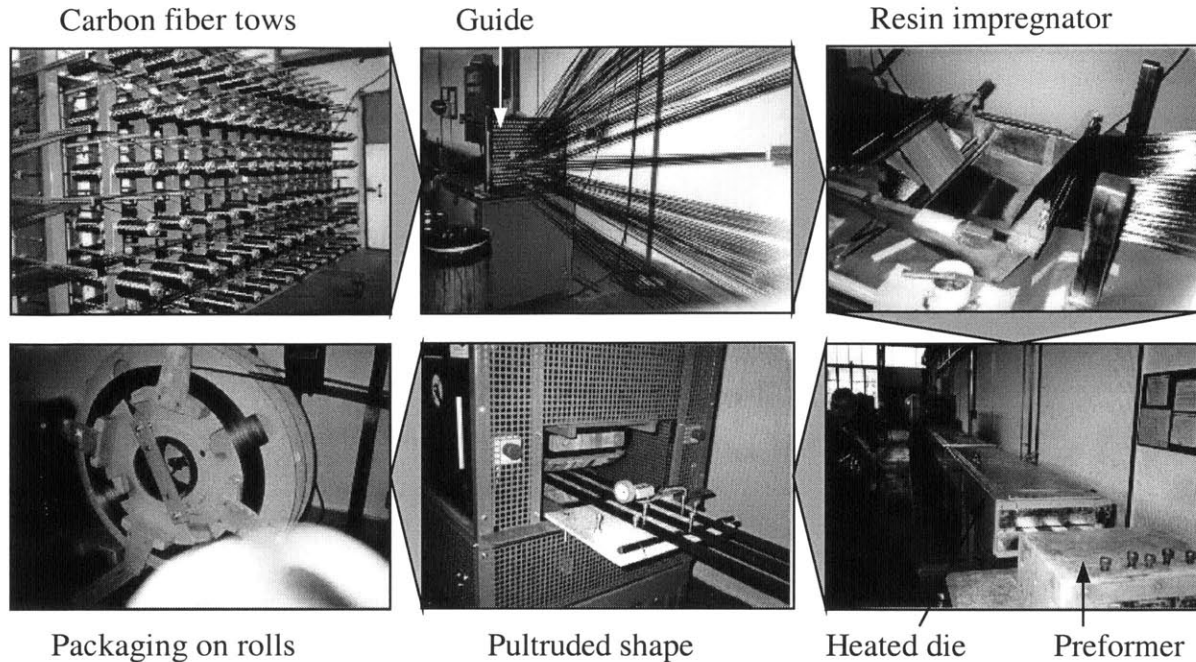 Carbon fiber tows
Guide
Resin impregnator
Packaging on rolls
Pultruded shape
Heated die
Preformer